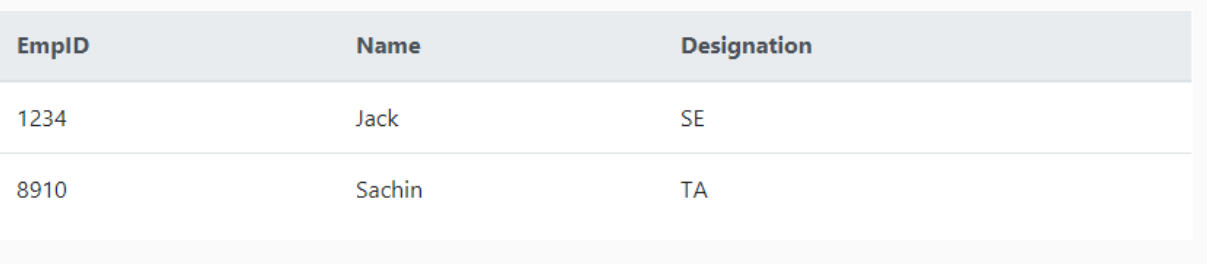 EmpID Name Designation
1234 Jack SE
8910 Sachin TA